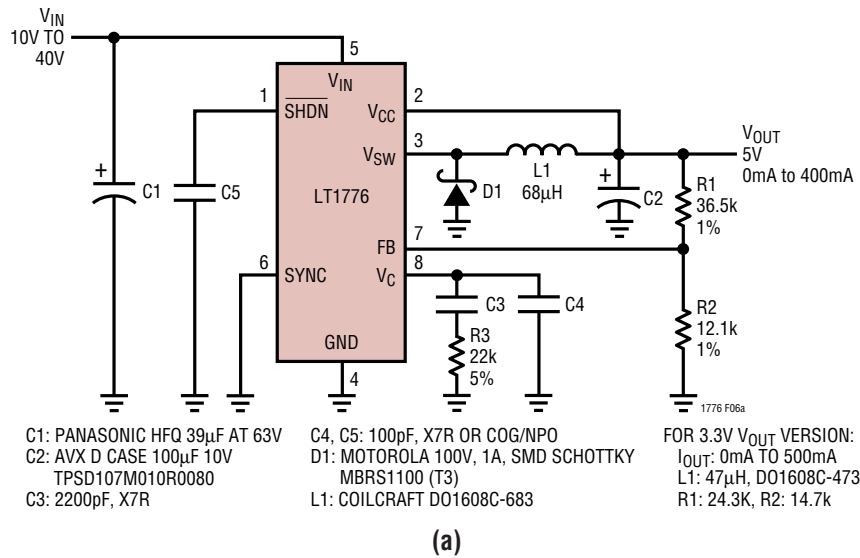 VIN
10V TO
40V
5
VIN
1
SHDN
VCC
2
VSW
3
LT1776
FB
7
6
SYNC
VC
8
GND
4
+
C1
C5
D1
L1
68μH
+
C2
VOUT
5V
0mA to 400mA
R1
36.5k
1%
C3
R3
22k
5%
C4
R2
12.1k
1%
1776 F06a
C1: PANASONIC HFQ 39μF AT 63V
C2: AVX D CASE 100μF 10V
TPSD107M010R0080
C3: 2200pF, X7R
C4, C5: 100pF, X7R OR COG/NPO
D1: MOTOROLA 100V, 1A, SMD SCHOTTKY
MBRS1100 (T3)
L1: COILCRAFT DO1608C-683
FOR 3.3V VOUT VERSION:
IOUT: 0mA TO 500mA
L1: 47μH, DO1608C-473
R1: 24.3K, R2: 14.7k
(a)